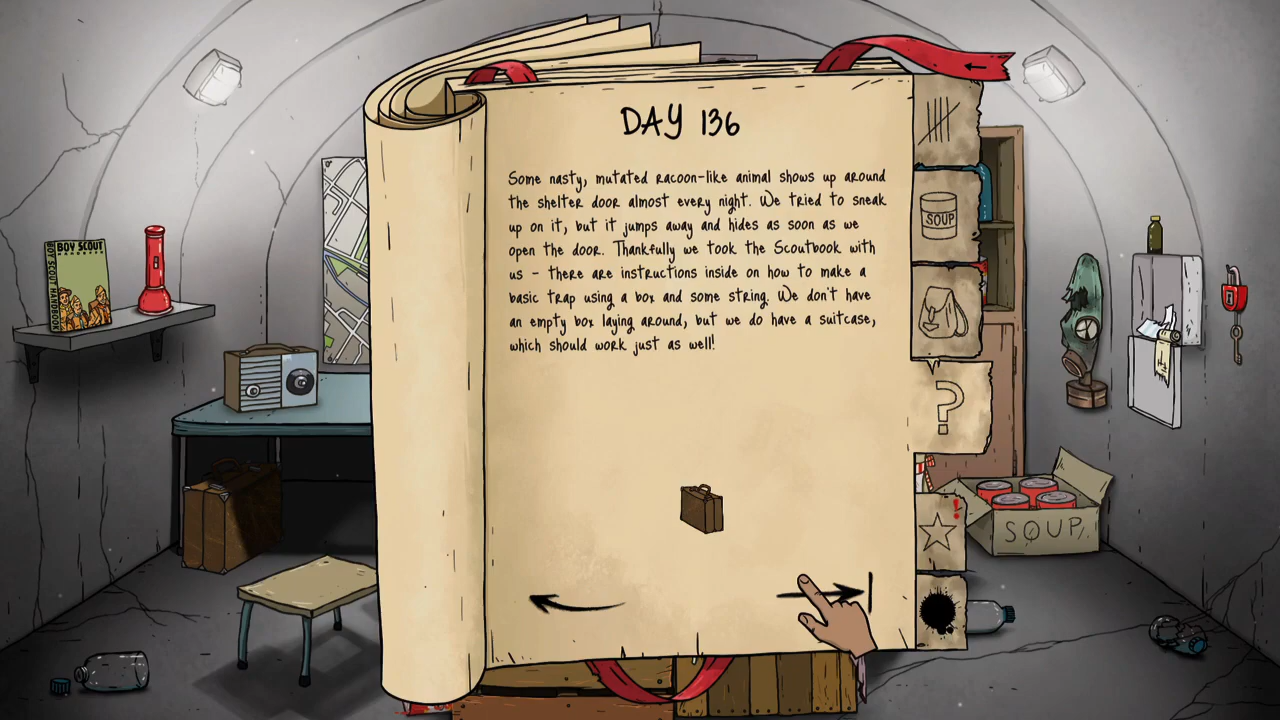 DAY 136
Some nasty, mutated racoon-like animal shows up around
the shelter door almost every night. We tried to sneak
up on it, but it jumps away and hides as soon as we
open the door. Thankfully we took the Scoutbook with
us - there are instructions inside on how to make a
basic trap using a box and some string. We don't have
an empty box laying around, but we do have a suitcase,
which should work just as well!
SOUP
?
!
BOY SCOUT
BOY SCOUT HANDBOOK
SOUP